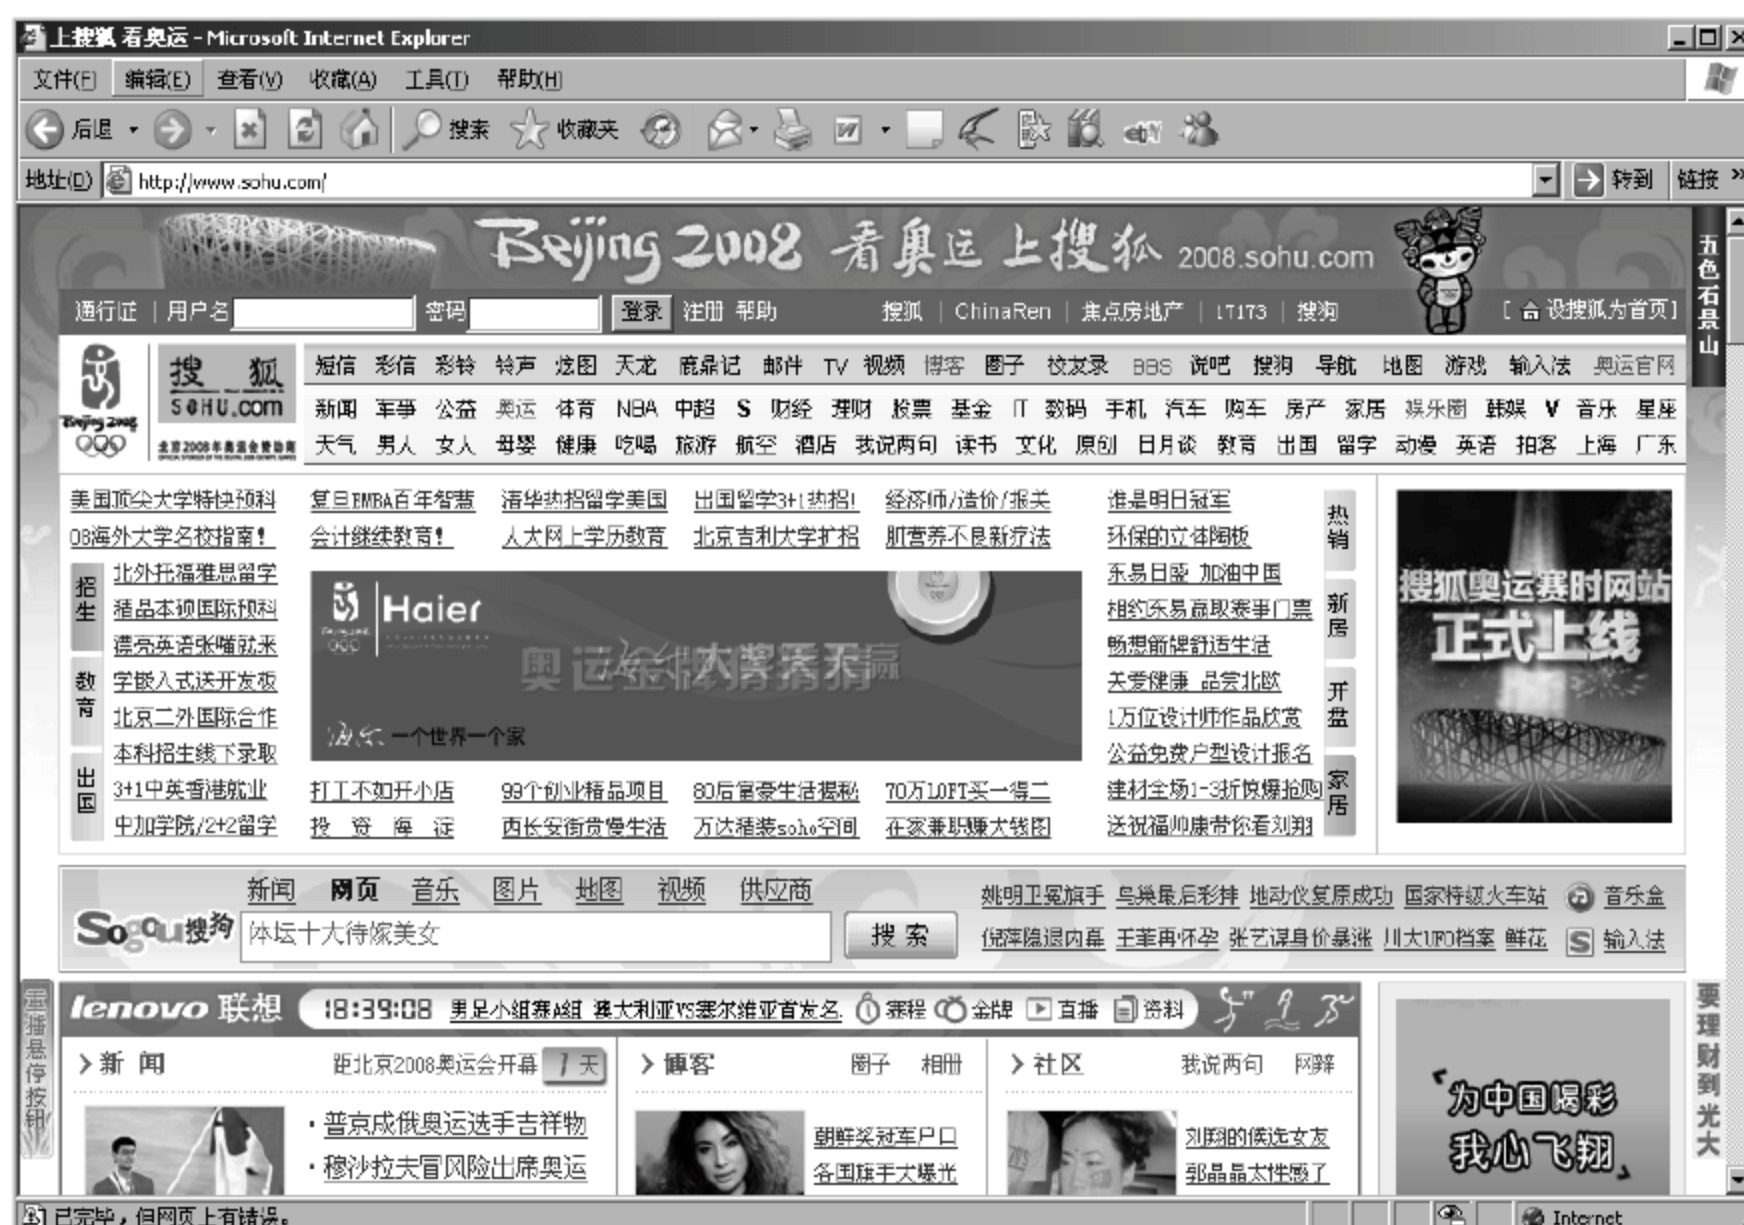 上搜狐 看奥运 - Microsoft Internet Explorer
文件(F) 编辑(E) 查看(V) 收藏(A) 工具(T) 帮助(H)
后退 搜索 收藏夹
地址(D) http://www.sohu.com/ 转到 链接
Beijing 2008 看奥运 上搜狐 2008.sohu.com
五色石景山
通行证 | 用户名 密码 登录 注册 帮助 搜狐 | ChinaRen | 焦点房地产 | 17173 | 搜狗 [ 设搜狐为首页]
搜狐 SOHU.com
Beijing 2008
北京2008年奥运会赞助商
短信 彩信 彩铃 铃声 炫图 天龙 鹿鼎记 邮件 TV 视频 博客 圈子 校友录 BBS 说吧 搜狗 导航 地图 游戏 输入法 奥运官网
新闻 军事 公益 奥运 体育 NBA 中超 S 财经 理财 股票 基金 IT 数码 手机 汽车 购车 房产 家居 娱乐圈 韩娱 V 音乐 星座
天气 男人 女人 母婴 健康 吃喝 旅游 航空 酒店 我说两句 读书 文化 原创 日月谈 教育 出国 留学 动漫 英语 拍客 上海 广东
美国顶尖大学特快预科 复旦EMBA百年智慧 清华热招留学美国 出国留学3+1热招! 经济师/造价/报关 谁是明日冠军
08海外大学名校指南! 会计继续教育! 人大网上学历教育 北京吉利大学扩招 肌营养不良新疗法 环保的立体陶板
招生
教育
出国
北外托福雅思留学
精品本硕国际预科
漂亮英语张嘴就来
学嵌入式送开发板
北京二外国际合作
本科招生线下录取
3+1中英香港就业
中加学院/2+2留学
Haier
一个世界一个家
东易日盛 加油中国
相约东易赢取赛事门票
畅想箭牌舒适生活
关爱健康 品尝北欧
1万位设计师作品欣赏
公益免费户型设计报名
建材全场1-3折惊爆抢购
送祝福帅康带你看刘翔
热销
新居
开盘
家居
打工不如开小店 99个创业精品项目 80后富豪生活揭秘 70万LOFT买一得二
投资海淀 西长安街贵慢生活 万达精装soho空间 在家兼职赚大钱图
搜狐奥运赛时网站
正式上线
新闻 网页 音乐 图片 地图 视频 供应商
Sogou搜狗 体坛十大待嫁美女 搜索
姚明卫冕旗手 鸟巢最后彩排 地动仪复原成功 国家特级火车站 音乐盒
倪萍隐退内幕 王菲再怀孕 张艺谋身价暴涨 川大UFO档案 鲜花 输入法
重播悬停按钮
lenovo 联想 18:39:08 男足小组赛A组 澳大利亚VS塞尔维亚首发名. 赛程 金牌 直播 资料
新闻 距北京2008奥运会开幕 1 天
普京成俄奥运选手吉祥物
穆沙拉夫冒风险出席奥运
博客 圈子 相册
朝鲜奖冠军户口
各国旗手大曝光
社区 我说两句 网辩
刘翔的候选女友
郭晶晶太性感了
为中国喝彩
我心飞翔
要理财到光大
已完毕，但网页上有错误。 Internet